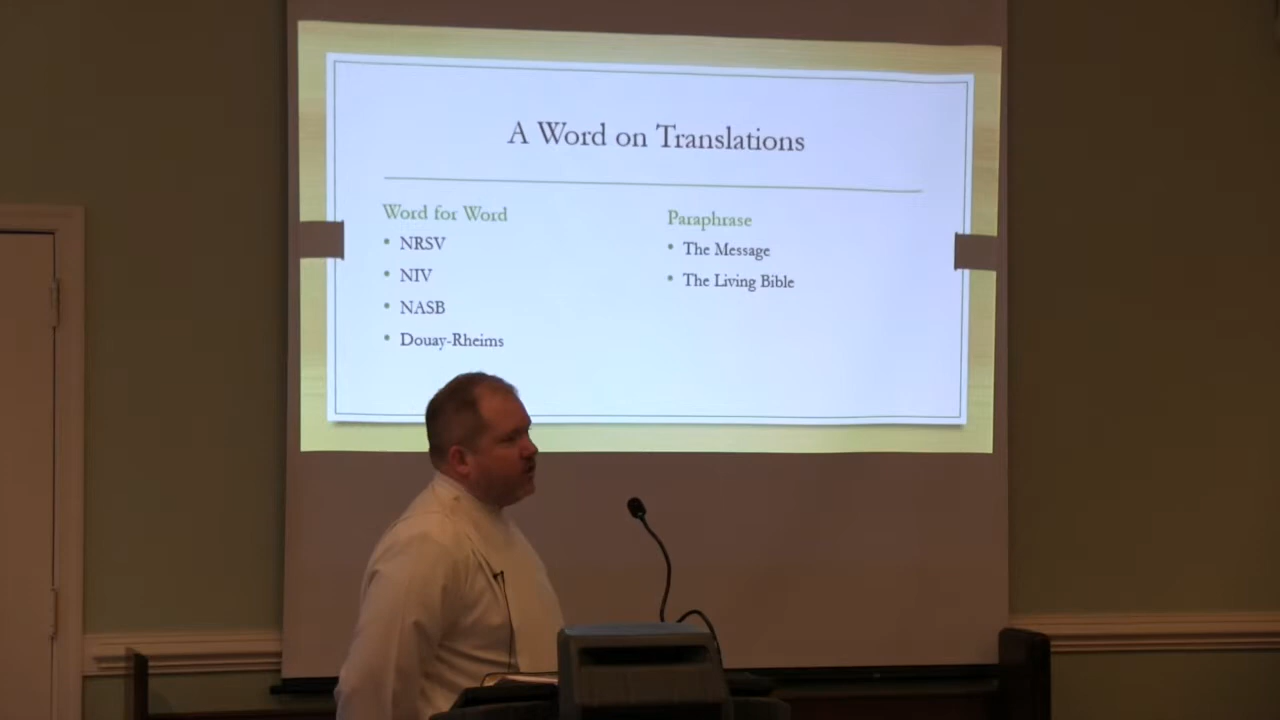 A Word on Translations
Word for Word
• NRSV
• NIV
• NASB
• Douay-Rheims
Paraphrase
• The Message
• The Living Bible